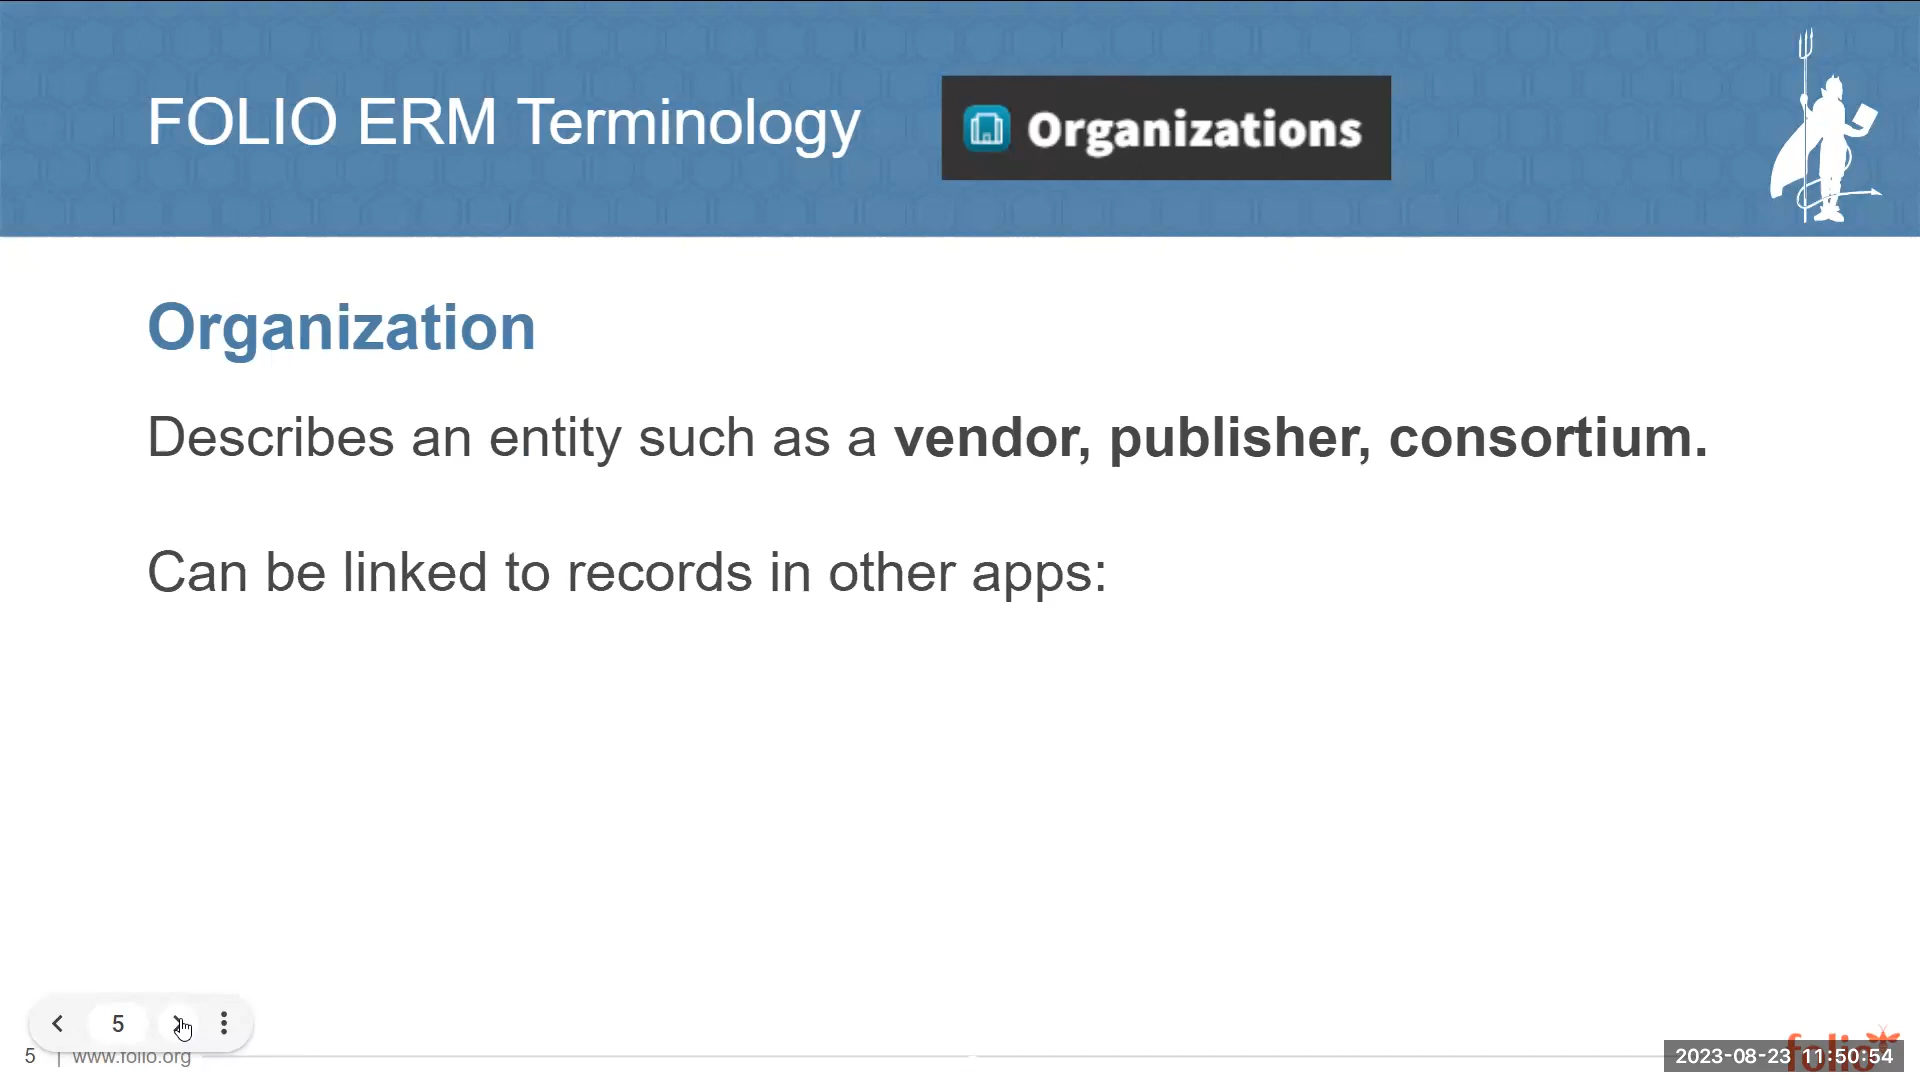 FOLIO ERM Terminology
Organizations
Organization
Describes an entity such as a vendor, publisher, consortium.
Can be linked to records in other apps:
5
5 | www.folio.org
folio
2023-08-23 11:50:54